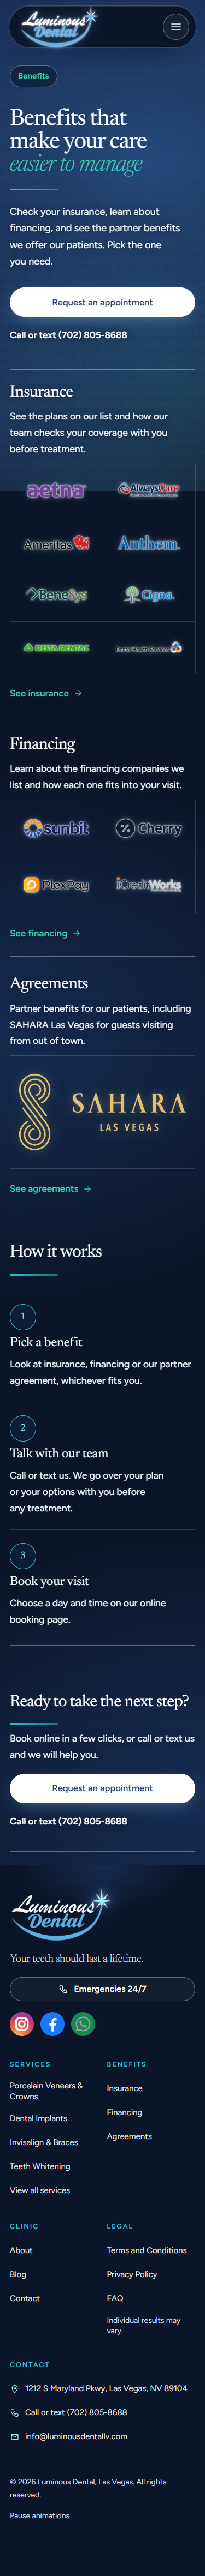 Luminous
Dental
Benefits
Benefits that
make your care
easier to manage
Check your insurance, learn about
financing, and see the partner benefits
we offer our patients. Pick the one
you need.
Request an appointment
Call or text (702) 805-8688
Insurance
See the plans on our list and how our
team checks your coverage with you
before treatment.
aetna
AlwaysCare
Ameritas
Anthem
BeneSys
Cigna
DELTA DENTAL
Dental Health Services
See insurance →
Financing
Learn about the financing companies we
list and how each one fits into your visit.
sunbit
Cherry
PlexPay
iCreditWorks
See financing →
Agreements
Partner benefits for our patients, including
SAHARA Las Vegas for guests visiting
from out of town.
SAHARA
LAS VEGAS
See agreements →
How it works
1
Pick a benefit
Look at insurance, financing or our partner
agreement, whichever fits you.
2
Talk with our team
Call or text us. We go over your plan
or your options with you before
any treatment.
3
Book your visit
Choose a day and time on our online
booking page.
Ready to take the next step?
Book online in a few clicks, or call or text us
and we will help you.
Request an appointment
Call or text (702) 805-8688
Luminous
Dental
Your teeth should last a lifetime.
Emergencies 24/7
SERVICES
Porcelain Veneers &
Crowns
Dental Implants
Invisalign & Braces
Teeth Whitening
View all services
BENEFITS
Insurance
Financing
Agreements
CLINIC
About
Blog
Contact
LEGAL
Terms and Conditions
Privacy Policy
FAQ
Individual results may
vary.
CONTACT
1212 S Maryland Pkwy, Las Vegas, NV 89104
Call or text (702) 805-8688
info@luminousdentallv.com
© 2026 Luminous Dental, Las Vegas. All rights
reserved.
Pause animations